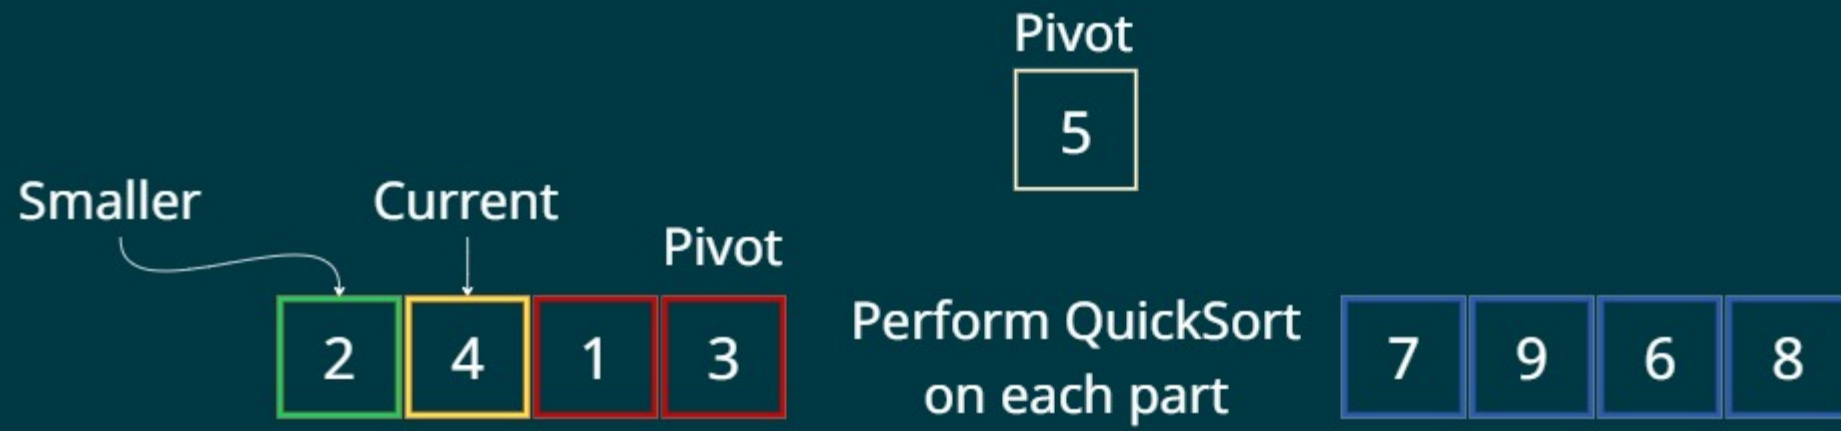 Pivot
5
Smaller
Current
Pivot
2 4 1 3
Perform QuickSort
on each part
7 9 6 8